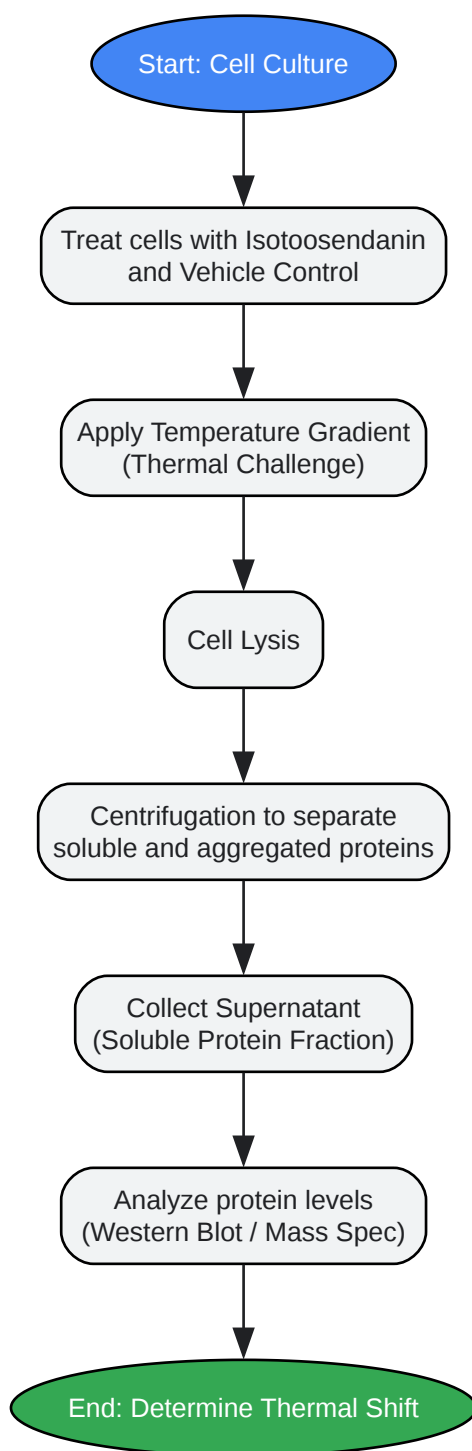 Start: Cell Culture
Treat cells with Isotoosendanin
and Vehicle Control
Apply Temperature Gradient
(Thermal Challenge)
Cell Lysis
Centrifugation to separate
soluble and aggregated proteins
Collect Supernatant
(Soluble Protein Fraction)
Analyze protein levels
(Western Blot / Mass Spec)
End: Determine Thermal Shift